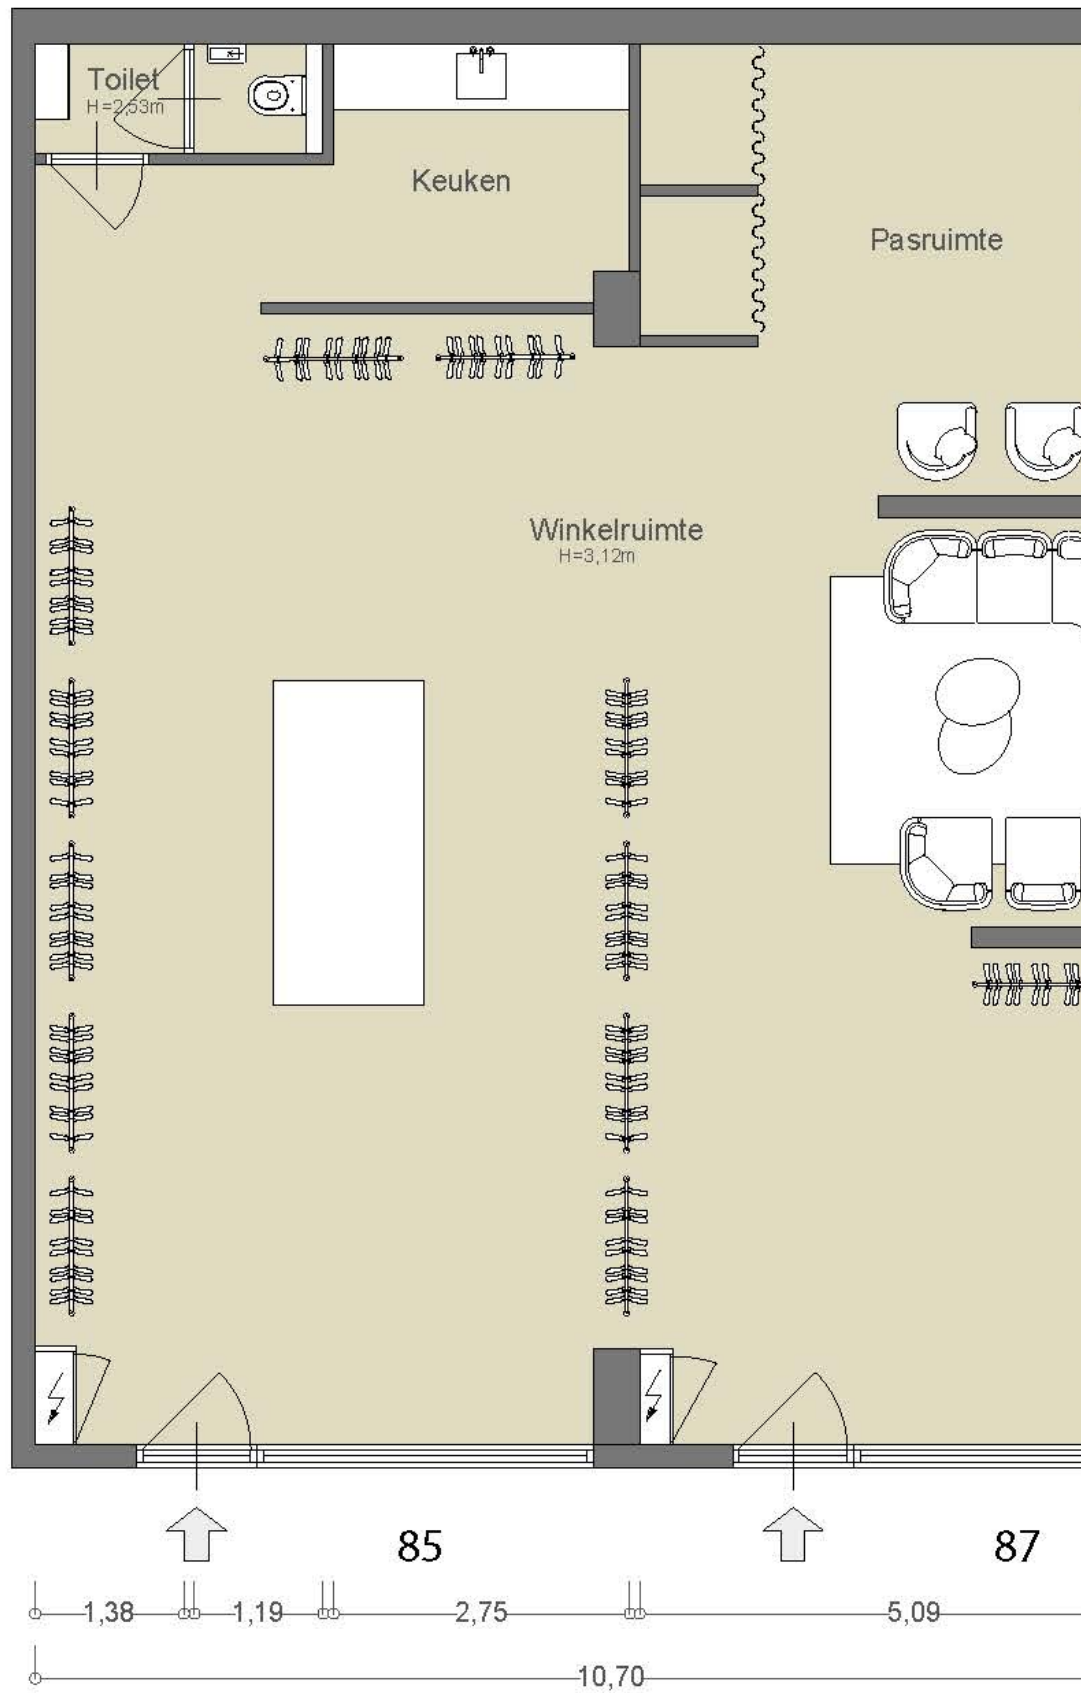 Toilet
H=2,53m
Keuken
Pasruimte
Winkelruimte
H=3,12m
85
87
1,38
1,19
2,75
5,09
10,70